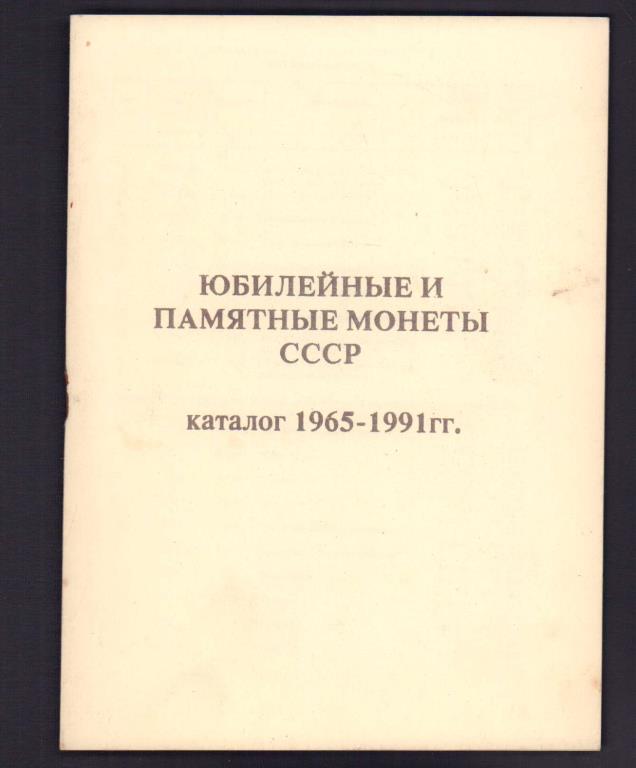 ЮБИЛЕЙНЫЕ И
ПАМЯТНЫЕ МОНЕТЫ
СССР
каталог 1965-1991гг.